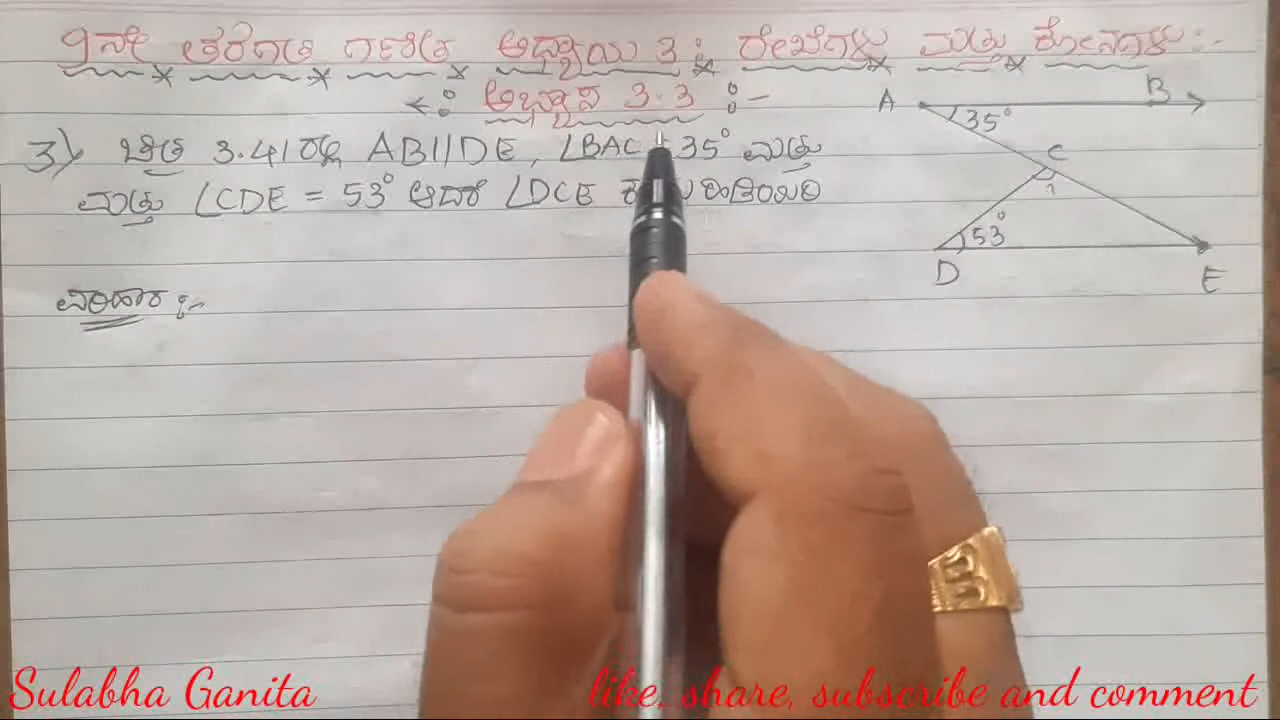 9ನೇ ತರಗತಿ ಗಣಿತ ಅಧ್ಯಾಯ 3: ರೇಖೆಗಳು ಮತ್ತು ಕೋನಗಳು :-
ಅಭ್ಯಾಸ 3.3 :-
3) ಚಿತ್ರ 3.41ರಲ್ಲಿ AB||DE, ∠BAC 35° ಮತ್ತು
ಮತ್ತು ∠CDE = 53° ಆದರೆ ∠DCE ಕಂಡುಹಿಡಿಯಿರಿ
ಪರಿಹಾರ :-
A B
35°
C
?
53°
D E
Sulabha Ganita like, share, subscribe and comment